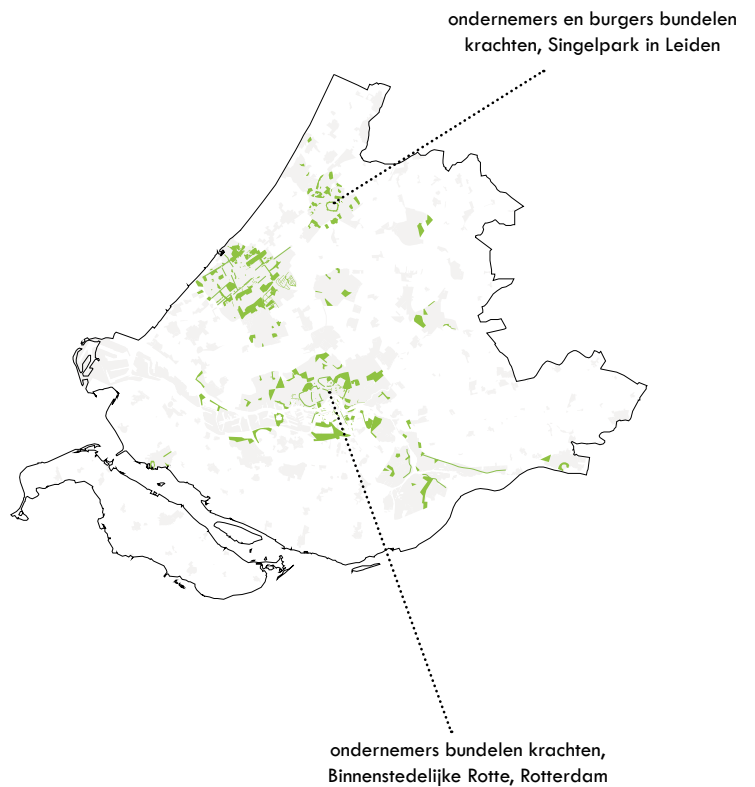 ondernemers en burgers bundelen
krachten, Singelpark in Leiden
ondernemers bundelen krachten,
Binnenstedelijke Rotte, Rotterdam